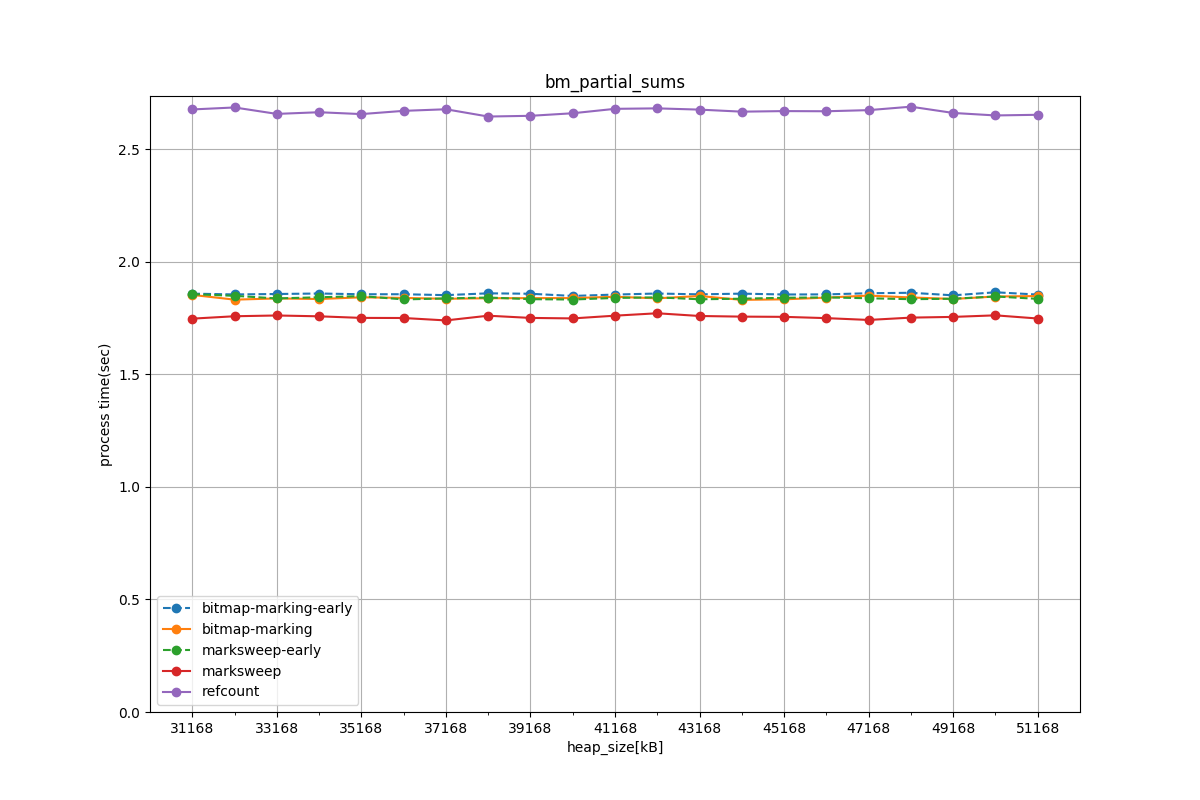 bm_partial_sums
process time(sec)
2.5
2.0
1.5
1.0
0.5
0.0
bitmap-marking-early
bitmap-marking
marksweep-early
marksweep
refcount
31168 33168 35168 37168 39168 41168 43168 45168 47168 49168 51168
heap_size[kB]